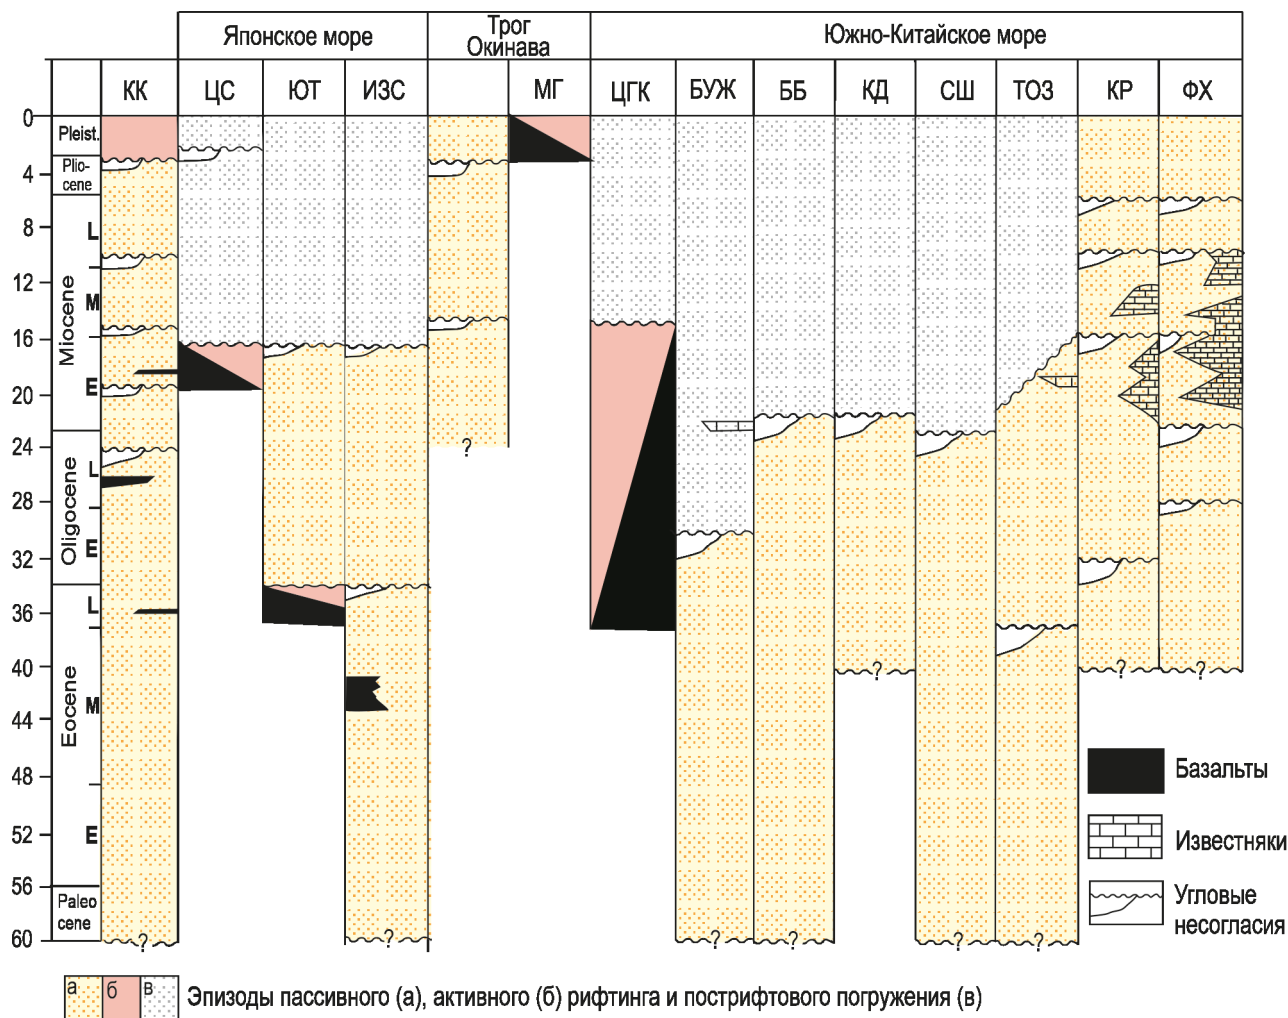 Японское море
Трог
Окинава
Южно-Китайское море
КК
ЦС
ЮТ
ИЗС
МГ
ЦГК
БУЖ
ББ
КД
СШ
ТОЗ
КР
ФХ
0
Pleist.
Plio-
cene
4
8
L
Miocene
12
M
16
20
E
24
?
L
Oligocene
28
E
32
L
36
40
?
?
?
Eocene
M
44
48
52
E
56
Paleo
cene
60
?
?
?
?
?
?
Базальты
Известняки
Угловые
несогласия
а
б
в
Эпизоды пассивного (а), активного (б) рифтинга и пострифтового погружения (в)